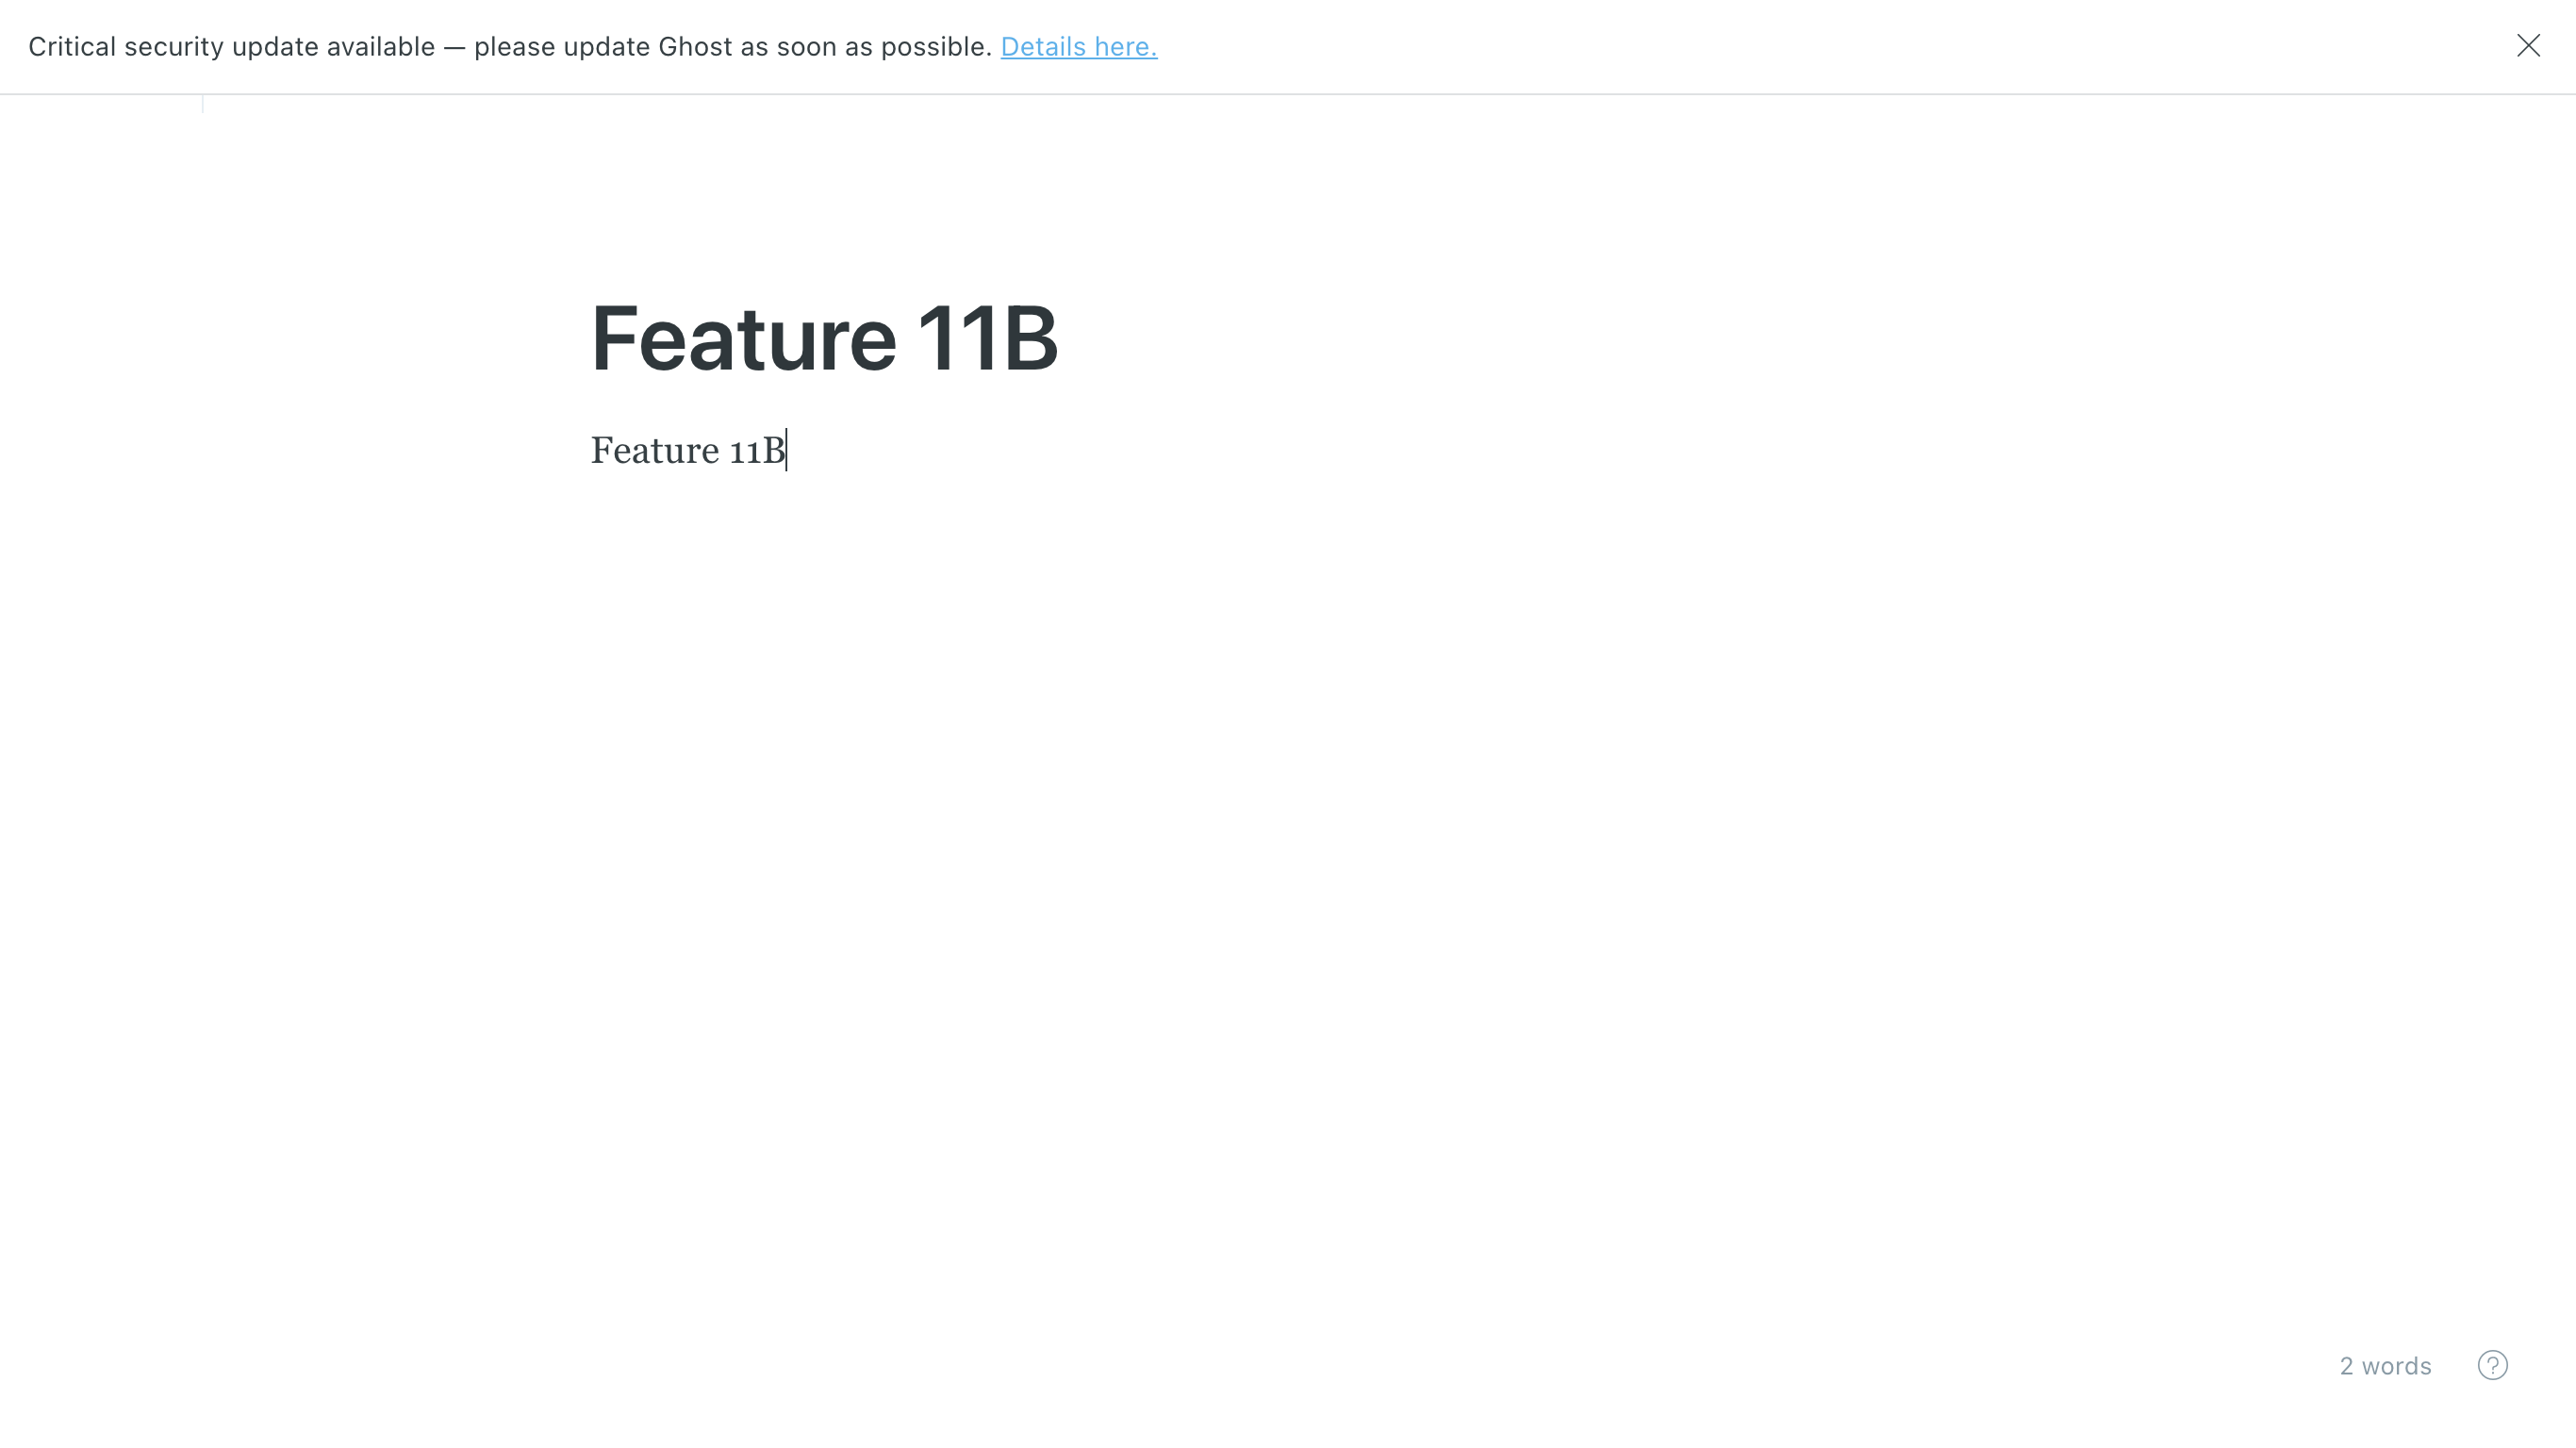 Critical security update available — please update Ghost as soon as possible. Details here.
Feature 11B
Feature 11B
2 words
?